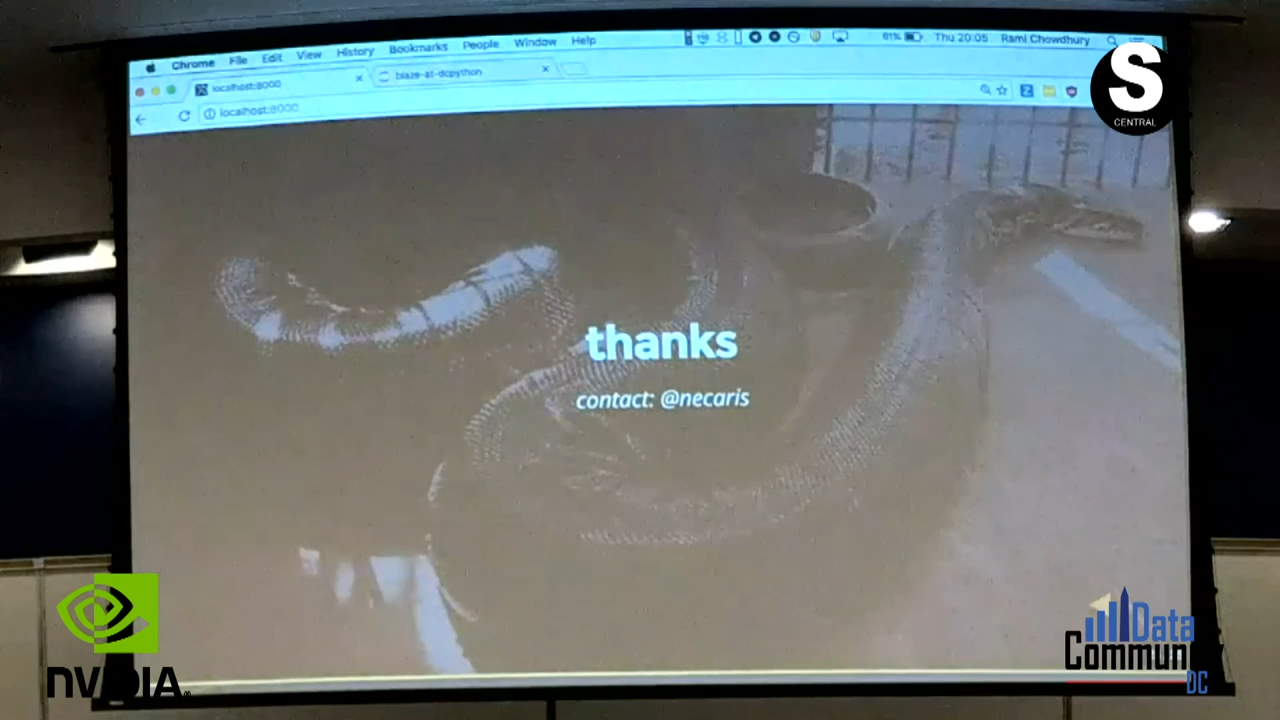 Chrome File Edit View History Bookmarks People Window Help 61% Thu 20:05 Rami Chowdhury
localhost:8000
blaze-at-dcpython
localhost:8000
S
CENTRAL
thanks
contact: @necaris
Z
NVIDIA
Data
Community
DC